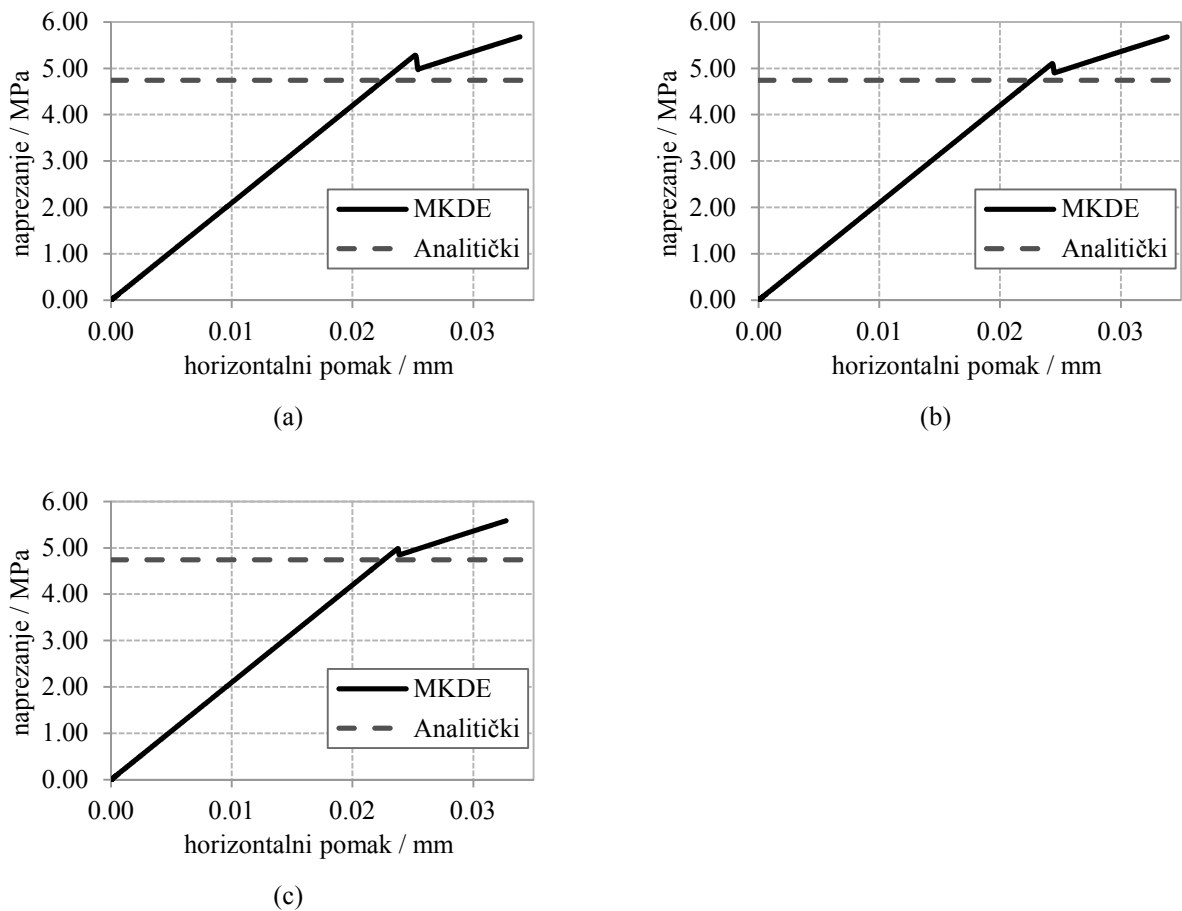 6.00
5.00
4.00
3.00
2.00
1.00
0.00
naprezanje / MPa
MKDE
Analitički
0.00 0.01 0.02 0.03
horizontalni pomak / mm
(a)
6.00
5.00
4.00
3.00
2.00
1.00
0.00
naprezanje / MPa
MKDE
Analitički
0.00 0.01 0.02 0.03
horizontalni pomak / mm
(b)
6.00
5.00
4.00
3.00
2.00
1.00
0.00
naprezanje / MPa
MKDE
Analitički
0.00 0.01 0.02 0.03
horizontalni pomak / mm
(c)